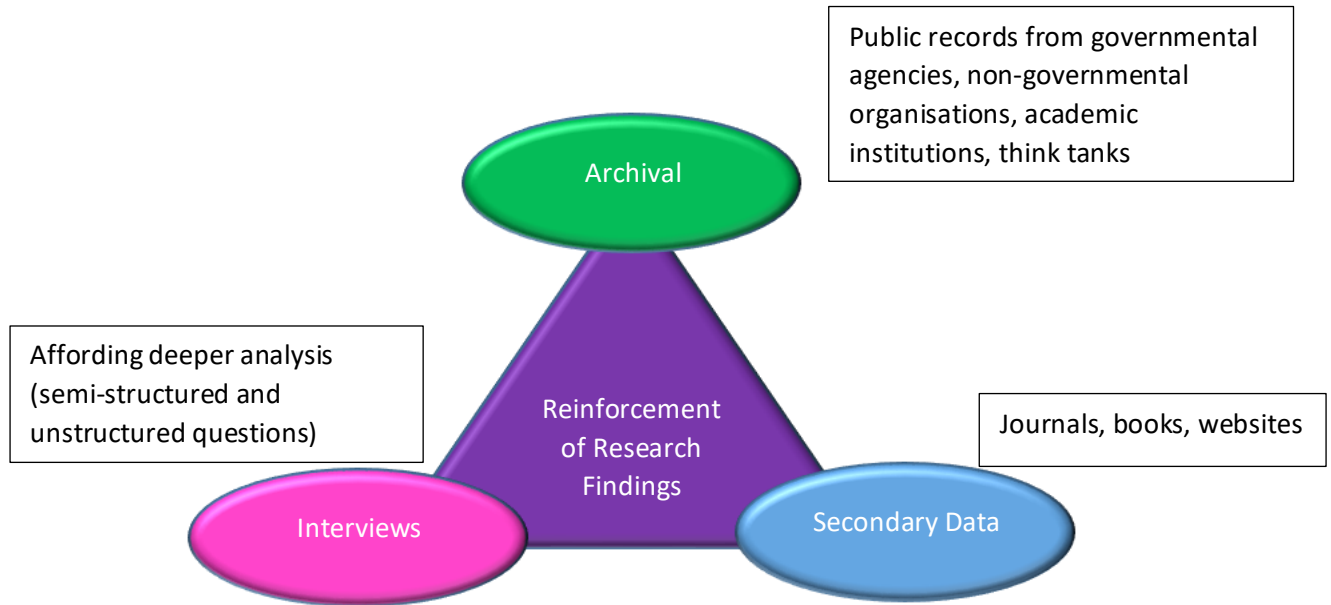 Public records from governmental
agencies, non-governmental
organisations, academic
institutions, think tanks
Archival
Affording deeper analysis
(semi-structured and
unstructured questions)
Reinforcement
of Research
Findings
Journals, books, websites
Interviews
Secondary Data